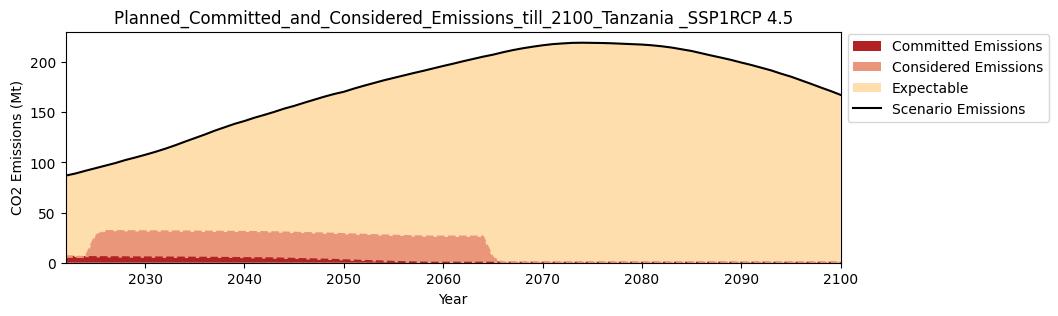 Planned_Committed_and_Considered_Emissions_till_2100_Tanzania _SSP1RCP 4.5
CO2 Emissions (Mt)
200
150
100
50
0
2030 2040 2050 2060 2070 2080 2090 2100
Year
Committed Emissions
Considered Emissions
Expectable
Scenario Emissions